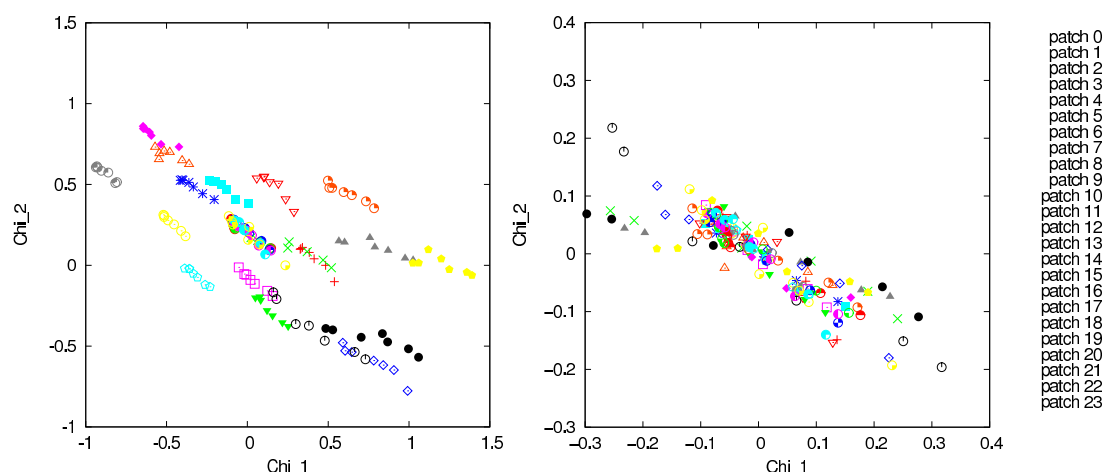 1.5
1
0.5
0
−0.5
−1
−1 −0.5 0 0.5 1 1.5
Chi_2
Chi_1
0.4
0.3
0.2
0.1
0
−0.1
−0.2
−0.3
−0.3 −0.2 −0.1 0 0.1 0.2 0.3 0.4
Chi_2
Chi_1
patch 0
patch 1
patch 2
patch 3
patch 4
patch 5
patch 6
patch 7
patch 8
patch 9
patch 10
patch 11
patch 12
patch 13
patch 14
patch 15
patch 16
patch 17
patch 18
patch 19
patch 20
patch 21
patch 22
patch 23